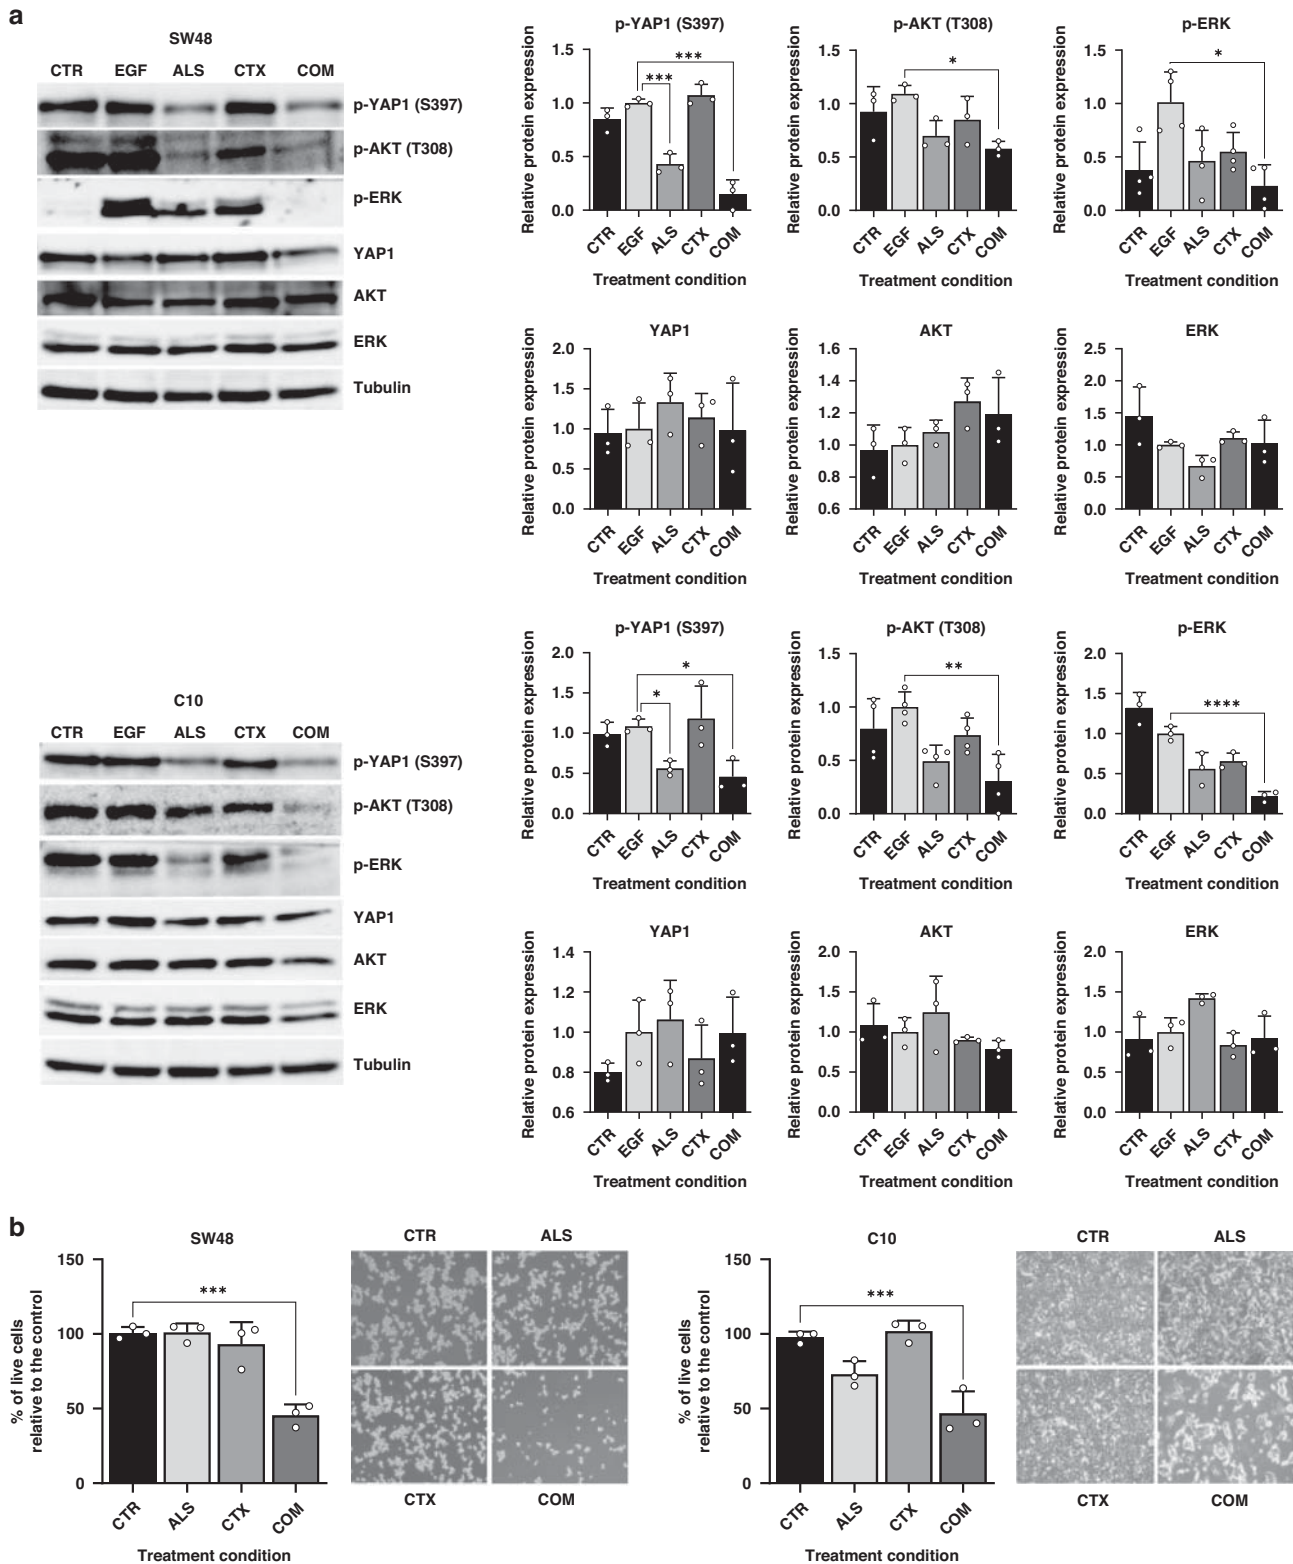 a
SW48
CTR EGF ALS CTX COM
p-YAP1 (S397)
p-AKT (T308)
p-ERK
YAP1
AKT
ERK
Tubulin
p-YAP1 (S397)
Relative protein expression
1.5
1.0
0.5
0.0
***
***
CTR EGF ALS CTX COM
Treatment condition
p-AKT (T308)
Relative protein expression
1.5
1.0
0.5
0.0
*
CTR EGF ALS CTX COM
Treatment condition
p-ERK
Relative protein expression
1.5
1.0
0.5
0.0
*
CTR EGF ALS CTX COM
Treatment condition
YAP1
Relative protein expression
2.0
1.5
1.0
0.5
0.0
CTR EGF ALS CTX COM
Treatment condition
AKT
Relative protein expression
1.6
1.4
1.2
1.0
0.8
0.6
CTR EGF ALS CTX COM
Treatment condition
ERK
Relative protein expression
2.5
2.0
1.5
1.0
0.5
0.0
CTR EGF ALS CTX COM
Treatment condition
C10
CTR EGF ALS CTX COM
p-YAP1 (S397)
p-AKT (T308)
p-ERK
YAP1
AKT
ERK
Tubulin
p-YAP1 (S397)
Relative protein expression
2.0
1.5
1.0
0.5
0.0
*
*
CTR EGF ALS CTX COM
Treatment condition
p-AKT (T308)
Relative protein expression
1.5
1.0
0.5
0.0
**
CTR EGF ALS CTX COM
Treatment condition
p-ERK
Relative protein expression
2.0
1.5
1.0
0.5
0.0
****
CTR EGF ALS CTX COM
Treatment condition
YAP1
Relative protein expression
1.4
1.2
1.0
0.8
0.6
CTR EGF ALS CTX COM
Treatment condition
AKT
Relative protein expression
2.0
1.5
1.0
0.5
0.0
CTR EGF ALS CTX COM
Treatment condition
ERK
Relative protein expression
2.0
1.5
1.0
0.5
0.0
CTR EGF ALS CTX COM
Treatment condition
b
SW48
% of live cells
relative to the control
150
100
50
0
***
CTR ALS CTX COM
Treatment condition
CTR ALS
CTX COM
C10
% of live cells
relative to the control
150
100
50
0
***
CTR ALS CTX COM
Treatment condition
CTR ALS
CTX COM